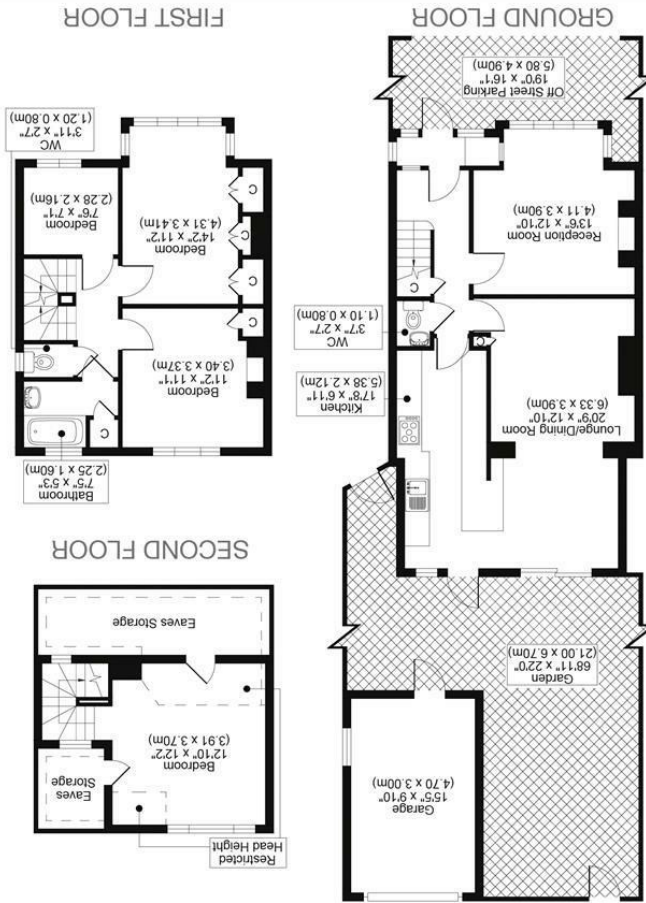 Garage
15'5" x 9'10"
(4.70 x 3.00m)
Garden
68'11" x 22'0"
(21.00 x 6.70m)
Lounge/Dining Room
20'9" x 12'10"
(6.33 x 3.90m)
Kitchen
17'8" x 6'11"
(5.38 x 2.12m)
WC
3'7" x 2'7"
(1.10 x 0.80m)
C
Reception Room
13'6" x 12'10"
(4.11 x 3.90m)
Off Street Parking
19'0" x 16'1"
(5.80 x 4.90m)
GROUND FLOOR
Restricted
Head Height
Eaves
Storage
Bedroom
12'10" x 12'2"
(3.91 x 3.70m)
Eaves Storage
SECOND FLOOR
Bathroom
7'5" x 5'3"
(2.25 x 1.60m)
C
Bedroom
11'2" x 11'1"
(3.40 x 3.37m)
C
C
C
C
Bedroom
14'2" x 11'2"
(4.31 x 3.41m)
Bedroom
7'6" x 7'1"
(2.28 x 2.16m)
WC
3'11" x 2'7"
(1.20 x 0.80m)
FIRST FLOOR